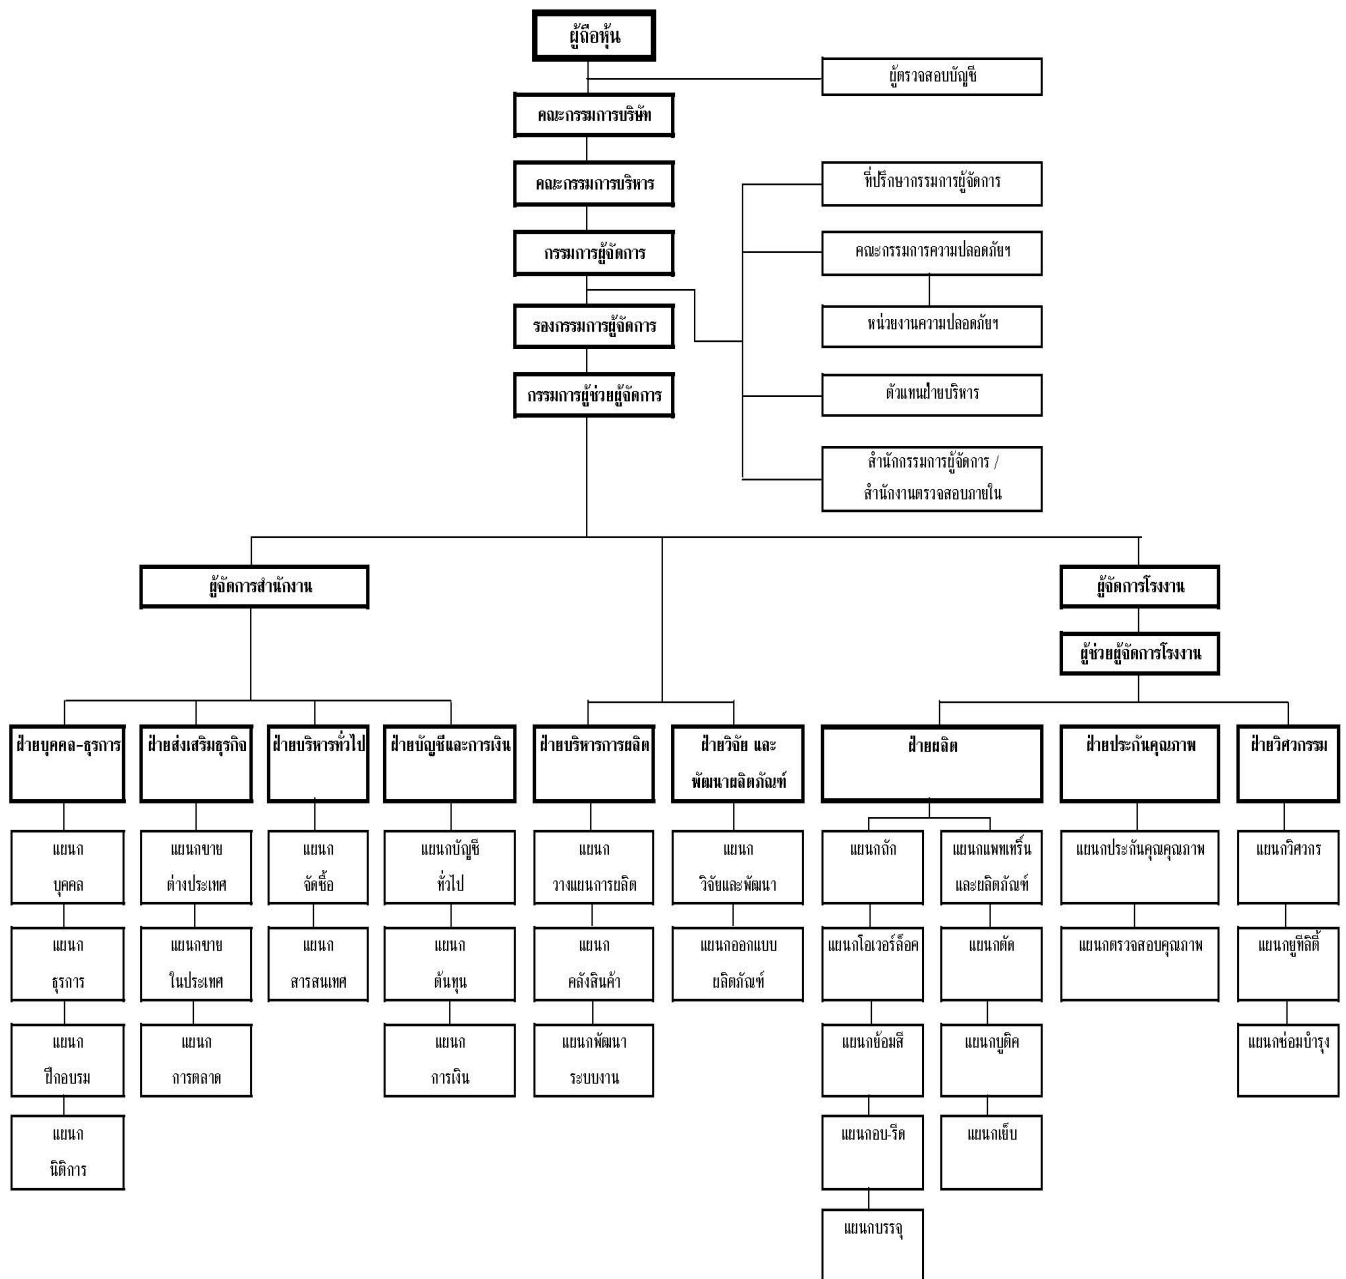 ผู้ถือหุ้น
ผู้ตรวจสอบบัญชี
คณะกรรมการบริษัท
คณะกรรมการบริหาร
ที่ปรึกษากรรมการผู้จัดการ
กรรมการผู้จัดการ
คณะกรรมการความปลอดภัยฯ
รองกรรมการผู้จัดการ
หน่วยงานความปลอดภัยฯ
กรรมการผู้ช่วยผู้จัดการ
ตัวแทนฝ่ายบริหาร
สำนักกรรมการผู้จัดการ /
สำนักงานตรวจสอบภายใน
ผู้จัดการสำนักงาน
ผู้จัดการโรงงาน
ผู้ช่วยผู้จัดการโรงงาน
ฝ่ายบุคคล-ธุรการ
แผนก
บุคคล
แผนก
ธุรการ
แผนก
ฝึกอบรม
แผนก
นิติการ
ฝ่ายส่งเสริมธุรกิจ
แผนกขาย
ต่างประเทศ
แผนกขาย
ในประเทศ
แผนก
การตลาด
ฝ่ายบริหารทั่วไป
แผนก
จัดซื้อ
แผนก
สารสนเทศ
ฝ่ายบัญชีและการเงิน
แผนกบัญชี
ทั่วไป
แผนก
ต้นทุน
แผนก
การเงิน
ฝ่ายบริหารการผลิต
แผนก
วางแผนการผลิต
แผนก
คลังสินค้า
แผนกพัฒนา
ระบบงาน
ฝ่ายวิจัย และ
พัฒนาผลิตภัณฑ์
แผนก
วิจัยและพัฒนา
แผนกออกแบบ
ผลิตภัณฑ์
ฝ่ายผลิต
แผนกถัก
แผนกโอเวอร์ล็อค
แผนกย้อมสี
แผนกอบ-รีด
แผนกบรรจุ
แผนกแพทเทริ์น
และผลิตภัณฑ์
แผนกตัด
แผนกบูติค
แผนกเย็บ
ฝ่ายประกันคุณภาพ
แผนกประกันคุณคุณภาพ
แผนกตรวจสอบคุณภาพ
ฝ่ายวิศวกรรม
แผนกวิศวกร
แผนกยูทีลิตี้
แผนกซ่อมบำรุง